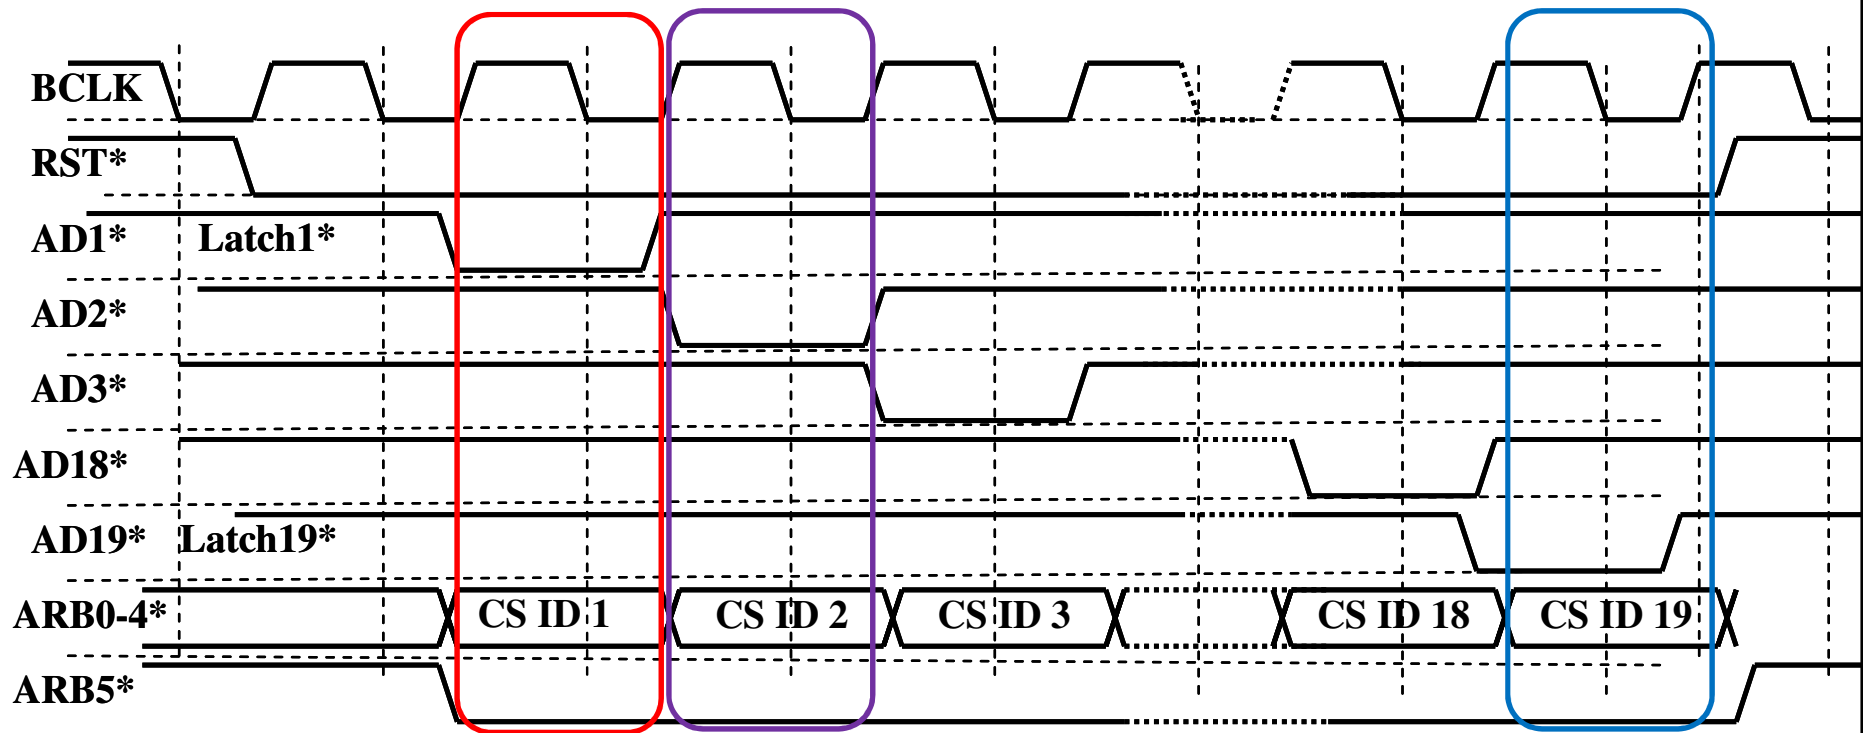 BCLK
RST*
AD1* Latch1*
AD2*
AD3*
AD18*
AD19* Latch19*
ARB0-4* CS ID 1 CS ID 2 CS ID 3 CS ID 18 CS ID 19
ARB5*